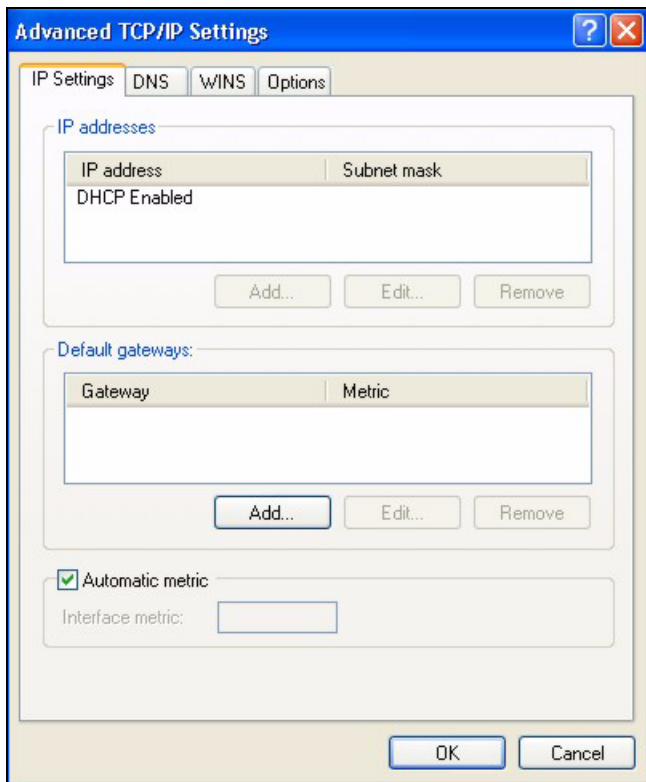 Advanced TCP/IP Settings
IP Settings DNS WINS Options
IP addresses
IP address Subnet mask
DHCP Enabled
Add... Edit... Remove
Default gateways:
Gateway Metric
Add... Edit... Remove
Automatic metric
Interface metric:
OK Cancel